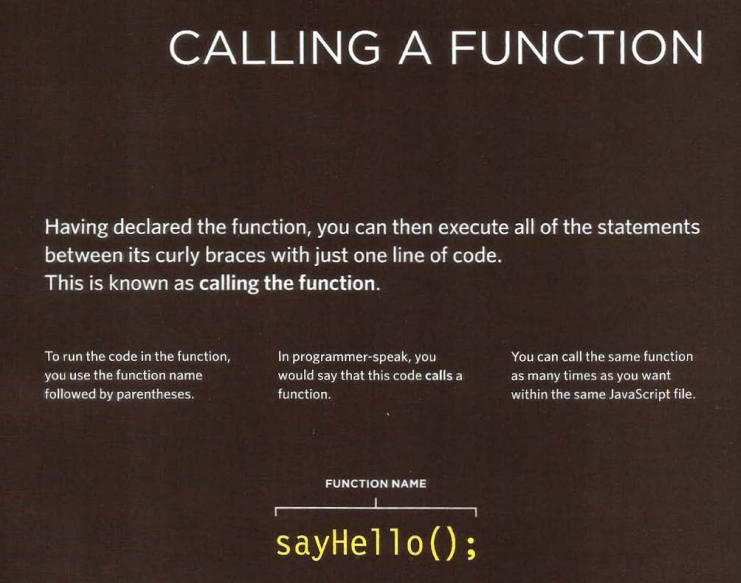 CALLING A FUNCTION
Having declared the function, you can then execute all of the statements
between its curly braces with just one line of code.
This is known as calling the function.
To run the code in the function,
you use the function name
followed by parentheses.
In programmer-speak, you
would say that this code calls a
function.
You can call the same function
as many times as you want
within the same JavaScript file.
FUNCTION NAME
sayHello();